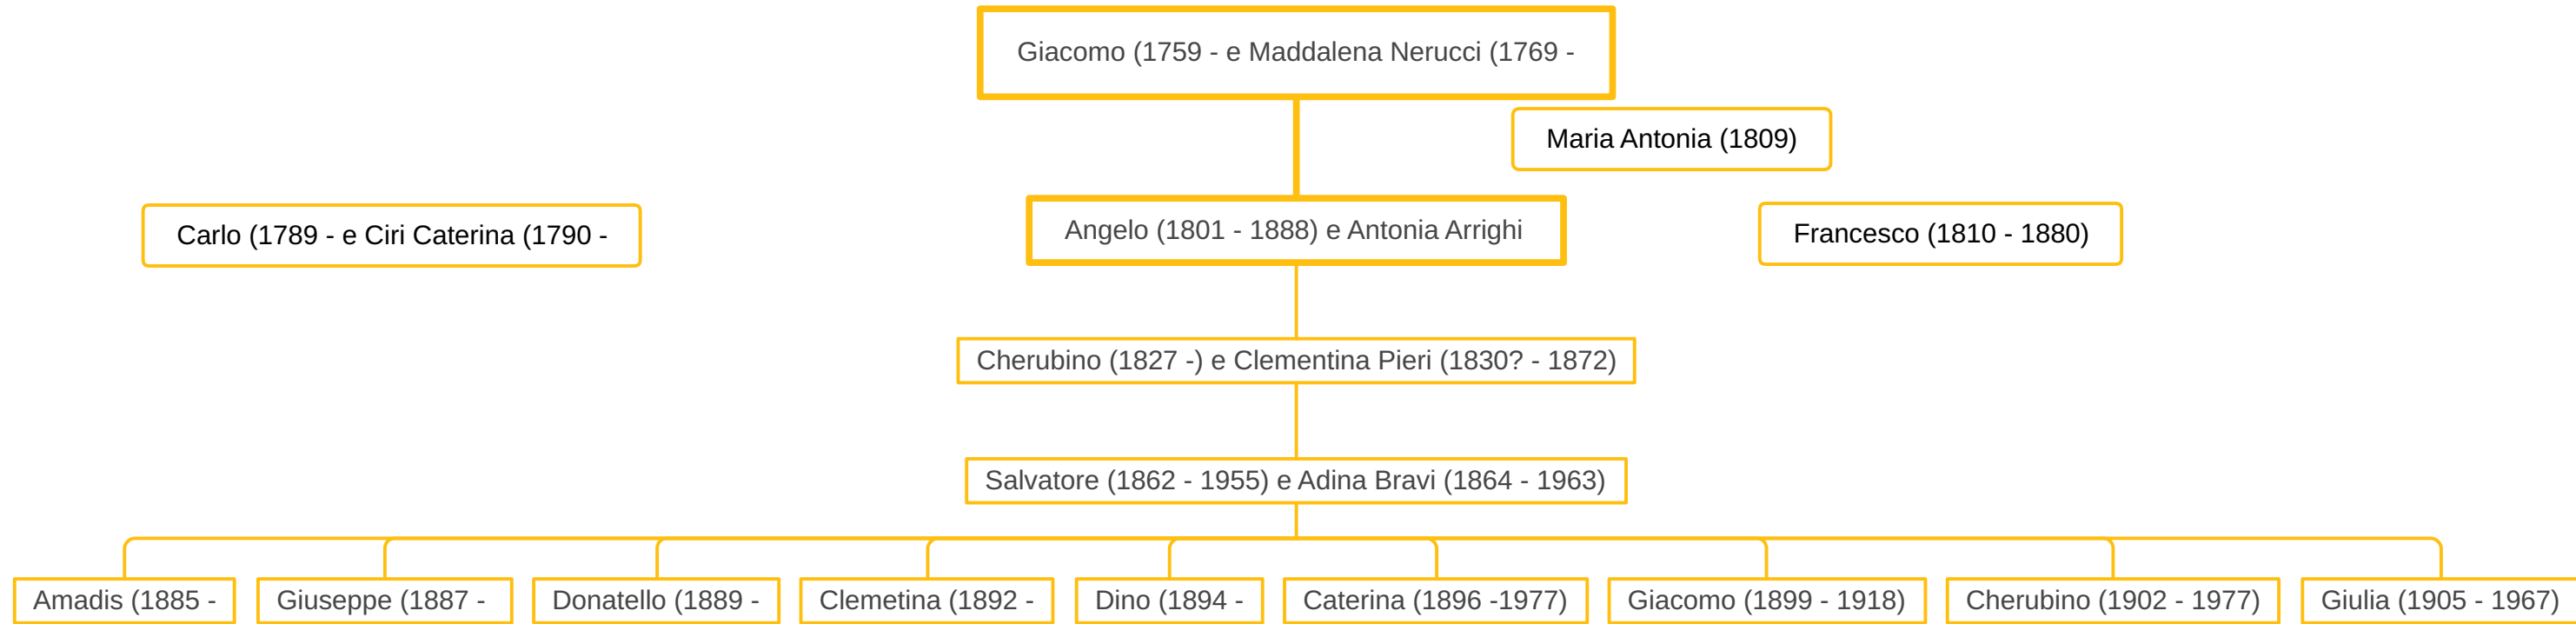 Giacomo (1759 - e Maddalena Nerucci (1769 -
Maria Antonia (1809)
Carlo (1789 - e Ciri Caterina (1790 -
Angelo (1801 - 1888) e Antonia Arrighi
Francesco (1810 - 1880)
Cherubino (1827 -) e Clementina Pieri (1830? - 1872)
Salvatore (1862 - 1955) e Adina Bravi (1864 - 1963)
Amadis (1885 -
Giuseppe (1887 -
Donatello (1889 -
Clemetina (1892 -
Dino (1894 -
Caterina (1896 -1977)
Giacomo (1899 - 1918)
Cherubino (1902 - 1977)
Giulia (1905 - 1967)